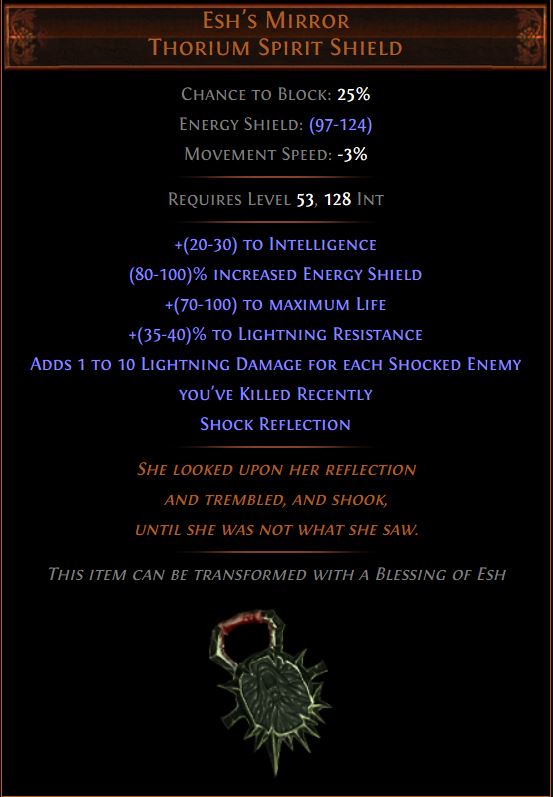 Esh's Mirror
Thorium Spirit Shield
Chance to Block: 25%
Energy Shield: (97-124)
Movement Speed: -3%
Requires Level 53, 128 Int
+(20-30) to Intelligence
(80-100)% increased Energy Shield
+(70-100) to maximum Life
+(35-40)% to Lightning Resistance
Adds 1 to 10 Lightning Damage for each Shocked Enemy
you've Killed Recently
Shock Reflection
She looked upon her reflection
and trembled, and shook,
until she was not what she saw.
This item can be transformed with a Blessing of Esh